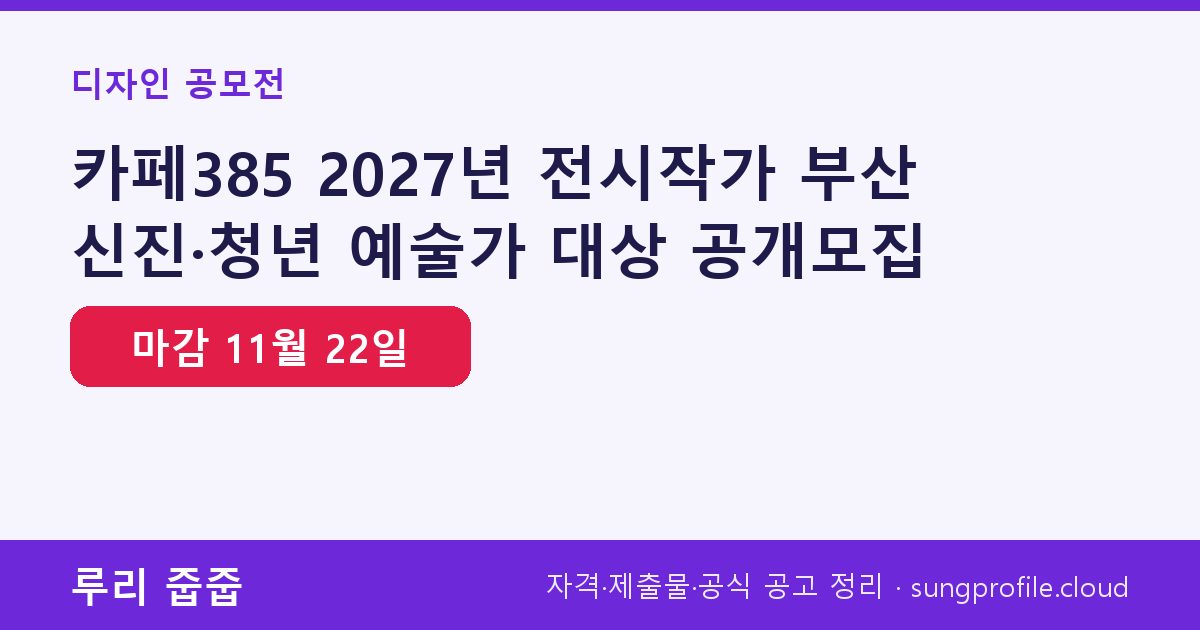 디자인 공모전
카페385 2027년 전시작가 부산
신진·청년 예술가 대상 공개모집
마감 11월 22일
루리 줍줍
자격·제출물·공식 공고 정리 · sungprofile.cloud